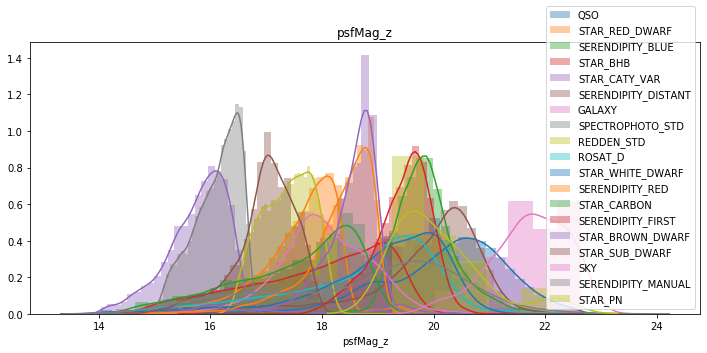 psfMag_z
1.4
1.2
1.0
0.8
0.6
0.4
0.2
0.0
14 16 18 20 22 24
psfMag_z
QSO
STAR_RED_DWARF
SERENDIPITY_BLUE
STAR_BHB
STAR_CATY_VAR
SERENDIPITY_DISTANT
GALAXY
SPECTROPHOTO_STD
REDDEN_STD
ROSAT_D
STAR_WHITE_DWARF
SERENDIPITY_RED
STAR_CARBON
SERENDIPITY_FIRST
STAR_BROWN_DWARF
STAR_SUB_DWARF
SKY
SERENDIPITY_MANUAL
STAR_PN